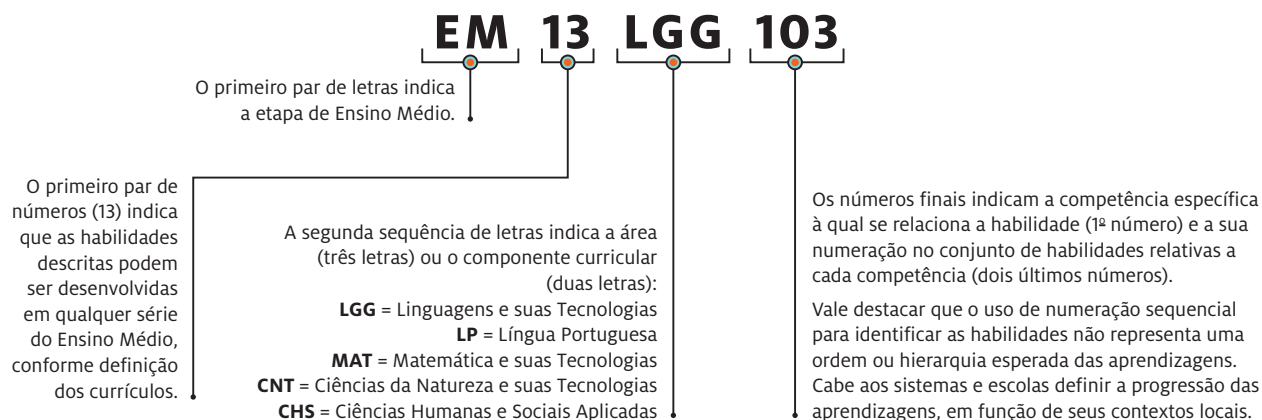 EM 13 LGG 103
O primeiro par de letras indica
a etapa de Ensino Médio.
O primeiro par de
números (13) indica
que as habilidades
descritas podem
ser desenvolvidas
em qualquer série
do Ensino Médio,
conforme definição
dos currículos.
A segunda sequência de letras indica a área
(três letras) ou o componente curricular
(duas letras):
LGG = Linguagens e suas Tecnologias
LP = Língua Portuguesa
MAT = Matemática e suas Tecnologias
CNT = Ciências da Natureza e suas Tecnologias
CHS = Ciências Humanas e Sociais Aplicadas
Os números finais indicam a competência específica
à qual se relaciona a habilidade (1º número) e a sua
numeração no conjunto de habilidades relativas a
cada competência (dois últimos números).
Vale destacar que o uso de numeração sequencial
para identificar as habilidades não representa uma
ordem ou hierarquia esperada das aprendizagens.
Cabe aos sistemas e escolas definir a progressão das
aprendizagens, em função de seus contextos locais.